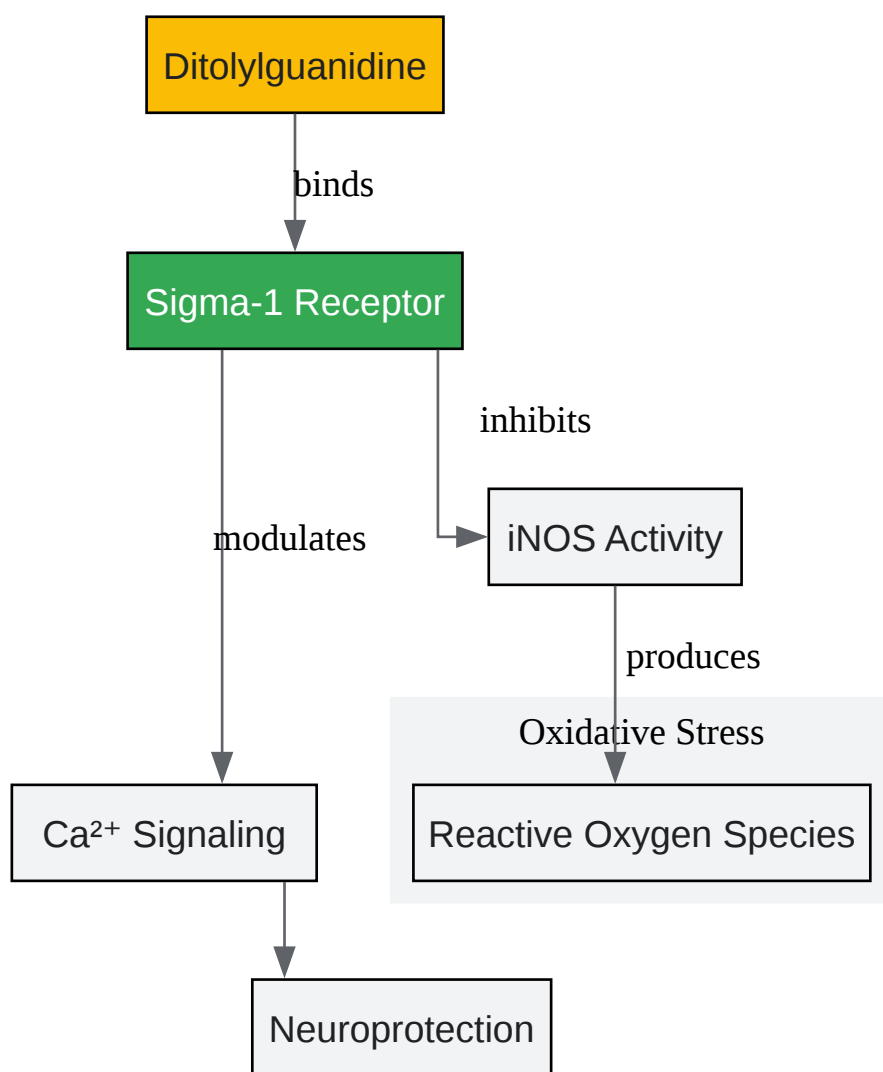 Ditolylguanidine
binds
Sigma-1 Receptor
inhibits
modulates
iNOS Activity
produces
Oxidative Stress
Ca²⁺ Signaling
Reactive Oxygen Species
Neuroprotection